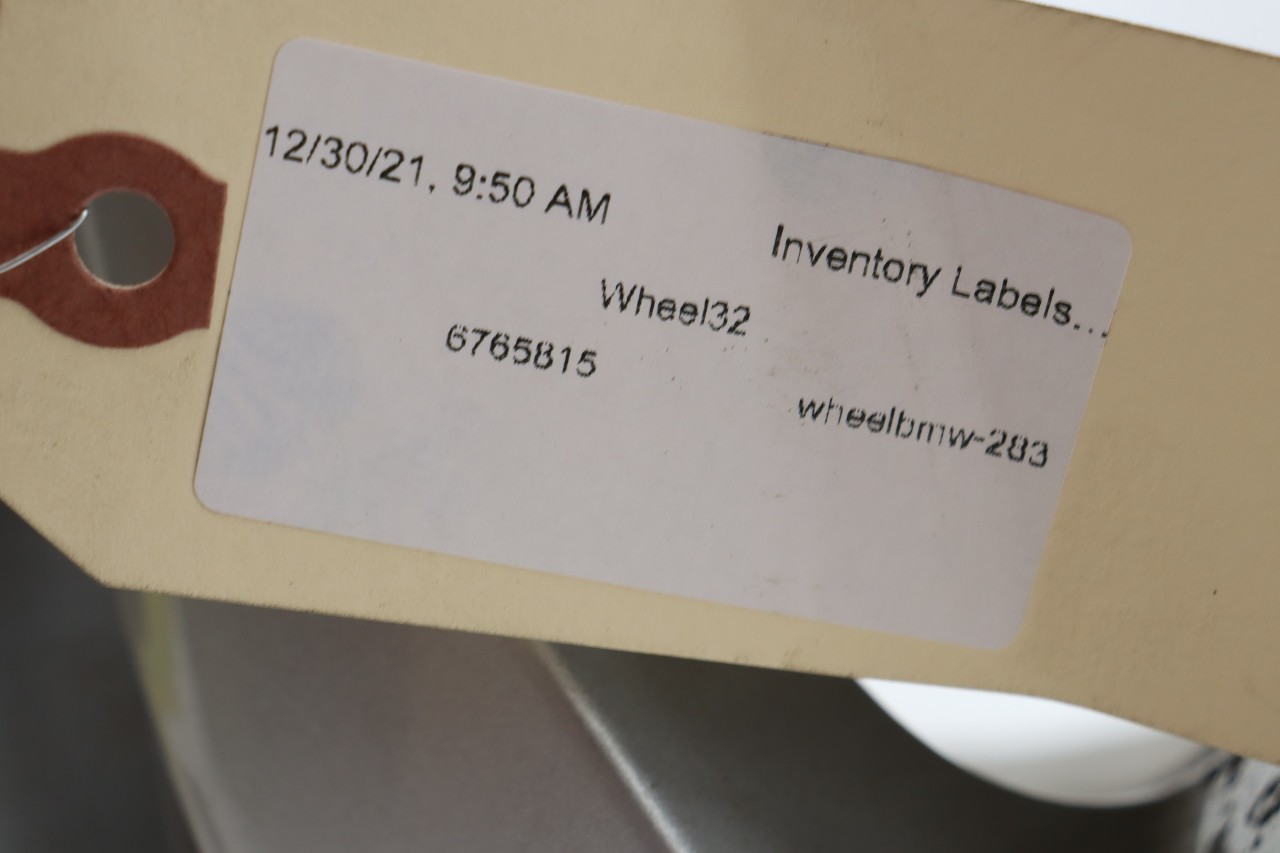 12/30/21, 9:50 AM
Inventory Labels...
Wheel32
6765815
wheelbmw-283